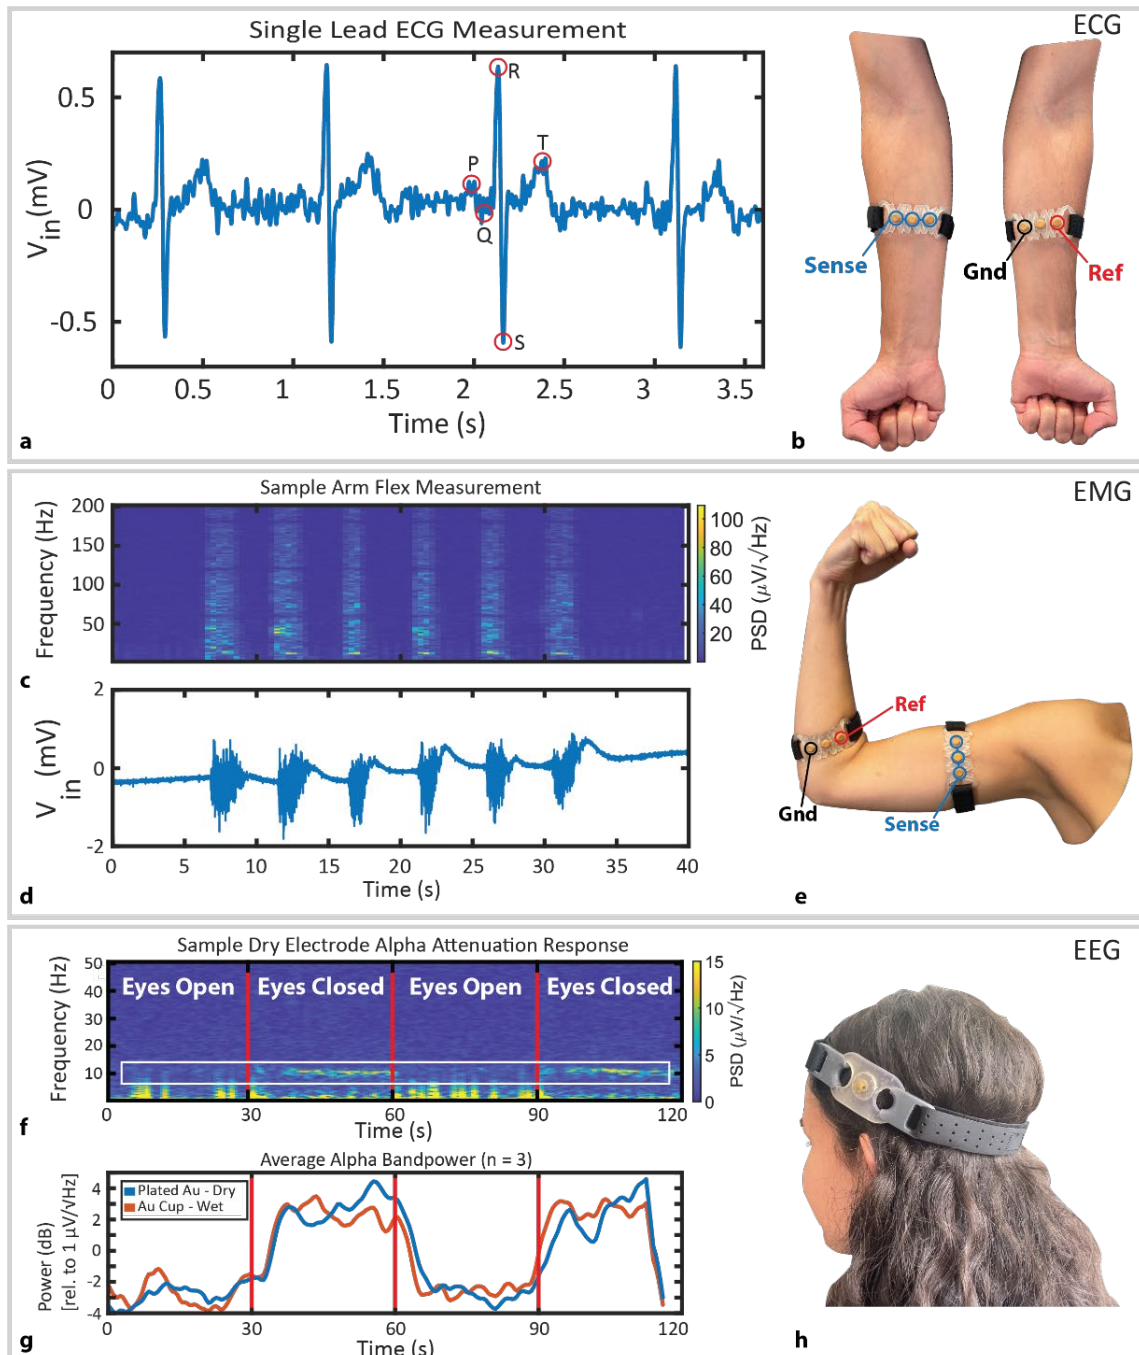 Single Lead ECG Measurement
ECG
V_in (mV)
0.5
0
-0.5
P
Q
R
S
T
0 0.5 1 1.5 2 2.5 3 3.5
Time (s)
Sense
Gnd
Ref
a
b
Sample Arm Flex Measurement
EMG
Frequency (Hz)
200
150
100
50
100
80
60
40
20
PSD (μV/√Hz)
c
V_in (mV)
2
0
-2
0 5 10 15 20 25 30 35 40
Time (s)
d
Ref
Gnd
Sense
e
Sample Dry Electrode Alpha Attenuation Response
EEG
Frequency (Hz)
50
40
30
20
10
Eyes Open Eyes Closed Eyes Open Eyes Closed
15
10
5
0
PSD (μV/√Hz)
0 30 60 90 120
Time (s)
f
Average Alpha Bandpower (n = 3)
Power (dB)
[rel. to 1 μV/√Hz]
4
2
0
-2
-4
Plated Au - Dry
Au Cup - Wet
0 30 60 90 120
Time (s)
g
h